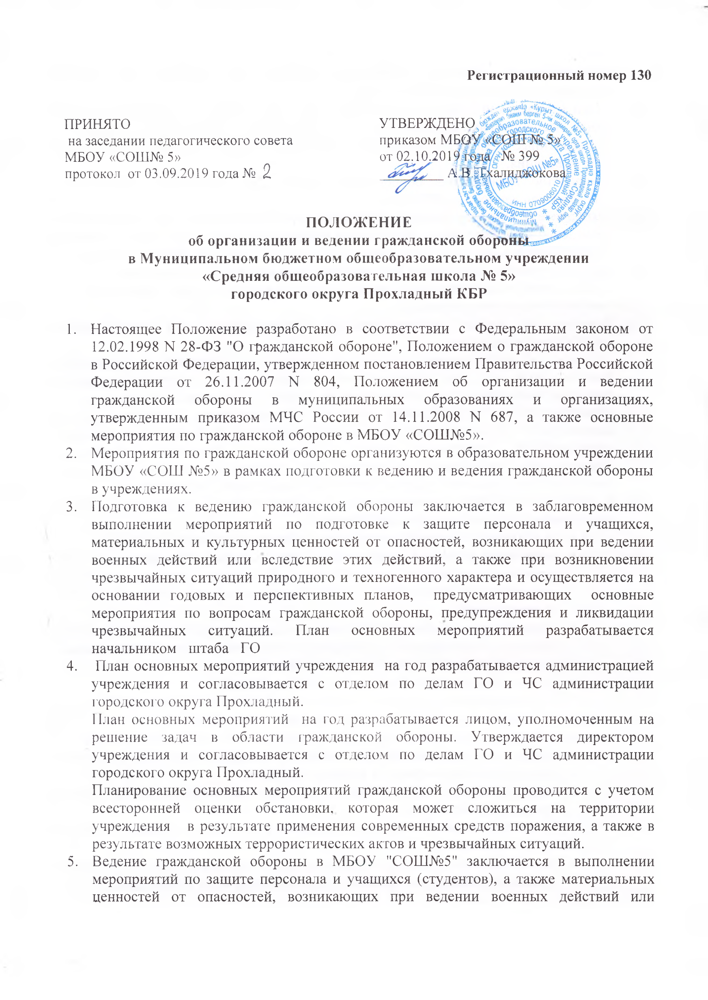 Регистрационный номер 130
ПРИНЯТО
на заседании педагогического совета
МБОУ «СОШ№ 5»
протокол от 03.09.2019 года № 2
УТВЕРЖДЕНО
приказом МБОУ «СОШ № 5»
от 02.10.2019 года № 399
А.В. Тхалиджокова
МБОУ «СОШ №5»
ИНН 0709006010
ПОЛОЖЕНИЕ
об организации и ведении гражданской обороны
в Муниципальном бюджетном общеобразовательном учреждении
«Средняя общеобразовательная школа № 5»
городского округа Прохладный КБР
1. Настоящее Положение разработано в соответствии с Федеральным законом от
12.02.1998 N 28-ФЗ "О гражданской обороне", Положением о гражданской обороне
в Российской Федерации, утвержденном постановлением Правительства Российской
Федерации от 26.11.2007 N 804, Положением об организации и ведении
гражданской обороны в муниципальных образованиях и организациях,
утвержденным приказом МЧС России от 14.11.2008 N 687, а также основные
мероприятия по гражданской обороне в МБОУ «СОШ№5».
2. Мероприятия по гражданской обороне организуются в образовательном учреждении
МБОУ «СОШ №5» в рамках подготовки к ведению и ведения гражданской обороны
в учреждениях.
3. Подготовка к ведению гражданской обороны заключается в заблаговременном
выполнении мероприятий по подготовке к защите персонала и учащихся,
материальных и культурных ценностей от опасностей, возникающих при ведении
военных действий или вследствие этих действий, а также при возникновении
чрезвычайных ситуаций природного и техногенного характера и осуществляется на
основании годовых и перспективных планов, предусматривающих основные
мероприятия по вопросам гражданской обороны, предупреждения и ликвидации
чрезвычайных ситуаций. План основных мероприятий разрабатывается
начальником штаба ГО
4. План основных мероприятий учреждения на год разрабатывается администрацией
учреждения и согласовывается с отделом по делам ГО и ЧС администрации
городского округа Прохладный.
План основных мероприятий на год разрабатывается лицом, уполномоченным на
решение задач в области гражданской обороны. Утверждается директором
учреждения и согласовывается с отделом по делам ГО и ЧС администрации
городского округа Прохладный.
Планирование основных мероприятий гражданской обороны проводится с учетом
всесторонней оценки обстановки, которая может сложиться на территории
учреждения в результате применения современных средств поражения, а также в
результате возможных террористических актов и чрезвычайных ситуаций.
5. Ведение гражданской обороны в МБОУ "СОШ№5" заключается в выполнении
мероприятий по защите персонала и учащихся (студентов), а также материальных
ценностей от опасностей, возникающих при ведении военных действий или